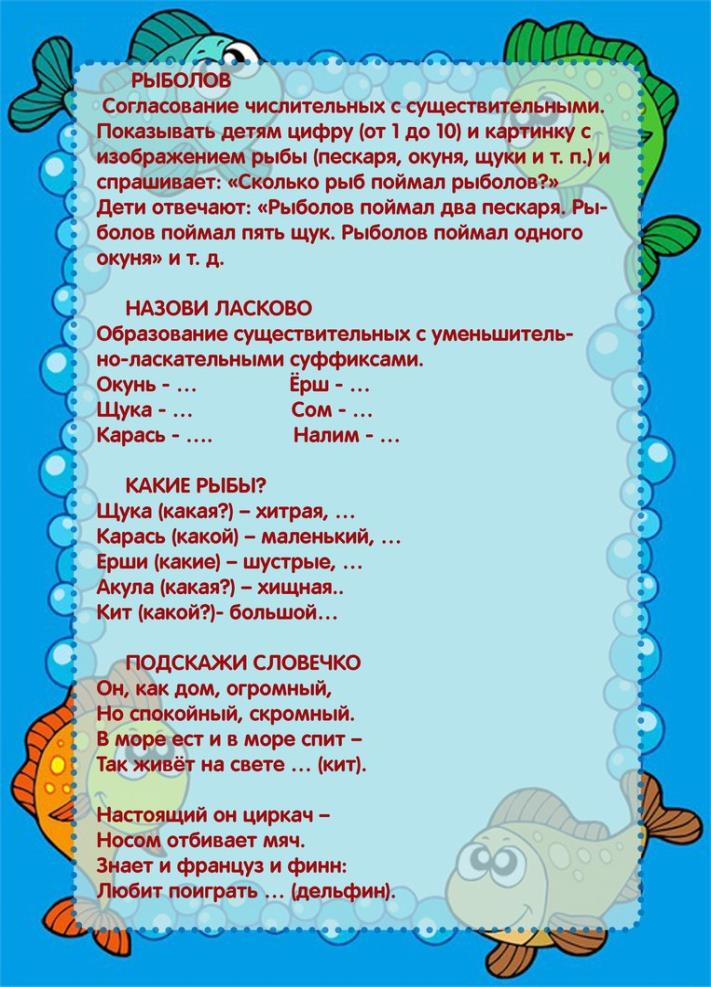 РЫБОЛОВ
Согласование числительных с существительными.
Показывать детям цифру (от 1 до 10) и картинку с
изображением рыбы (пескаря, окуня, щуки и т. п.) и
спрашивает: «Сколько рыб поймал рыболов?»
Дети отвечают: «Рыболов поймал два пескаря. Ры-
болов поймал пять щук. Рыболов поймал одного
окуня» и т. д.
НАЗОВИ ЛАСКОВО
Образование существительных с уменьшитель-
но-ласкательными суффиксами.
Окунь - … Ёрш - …
Щука - … Сом - …
Карась - …. Налим - …
КАКИЕ РЫБЫ?
Щука (какая?) – хитрая, …
Карась (какой) – маленький, …
Ерши (какие) – шустрые, …
Акула (какая?) – хищная..
Кит (какой?)- большой…
ПОДСКАЖИ СЛОВЕЧКО
Он, как дом, огромный,
Но спокойный, скромный.
В море ест и в море спит –
Так живёт на свете … (кит).
Настоящий он циркач –
Носом отбивает мяч.
Знает и француз и финн:
Любит поиграть … (дельфин).